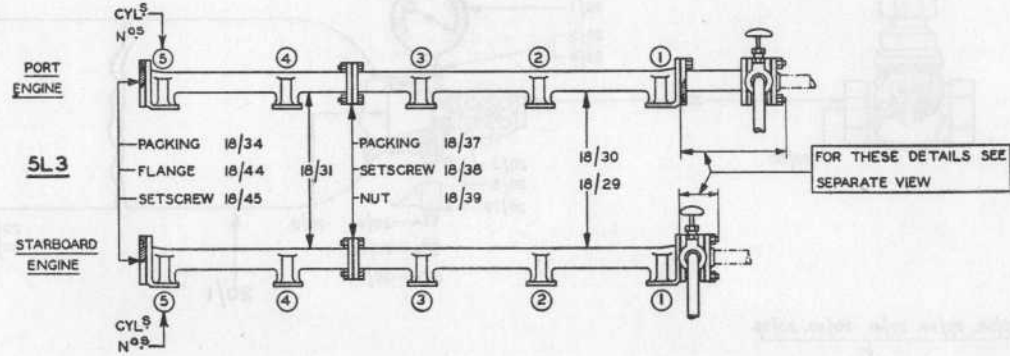 CYLS
NOS
5 4 3 2 1
PORT
ENGINE
5L3
PACKING 18/34
FLANGE 18/44
SETSCREW 18/45
18/31
PACKING 18/37
SETSCREW 18/38
NUT 18/39
18/30
18/29
FOR THESE DETAILS SEE
SEPARATE VIEW
STARBOARD
ENGINE
5 4 3 2 1
CYLS
NOS
20/1